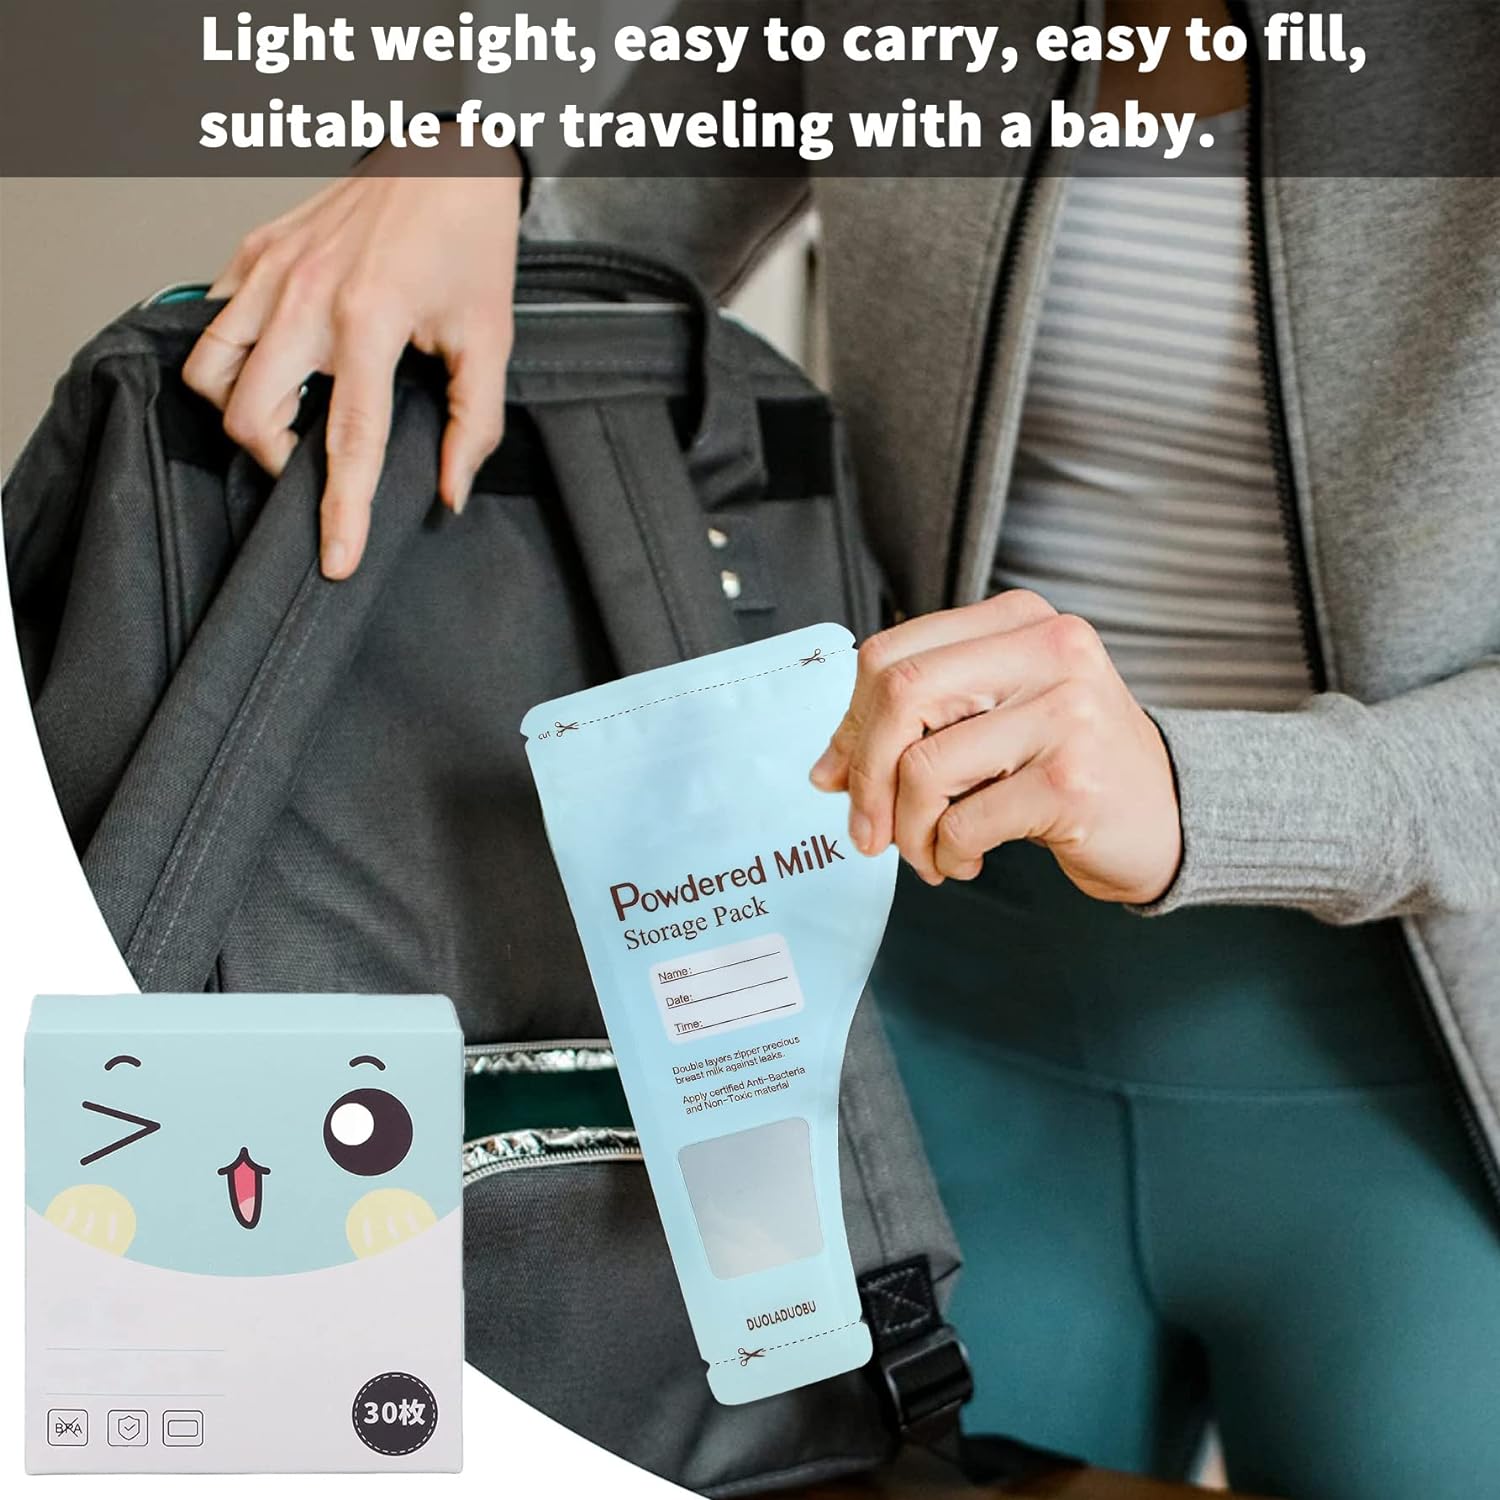 Light weight, easy to carry, easy to fill,
suitable for traveling with a baby.
cut
Powdered Milk
Storage Pack
Name:
Date:
Time:
Double layers zipper precious
breast milk against leaks.
Apply certified Anti-Bacteria
and Non-Toxic material
DUOLADUOBU
BPA
30枚